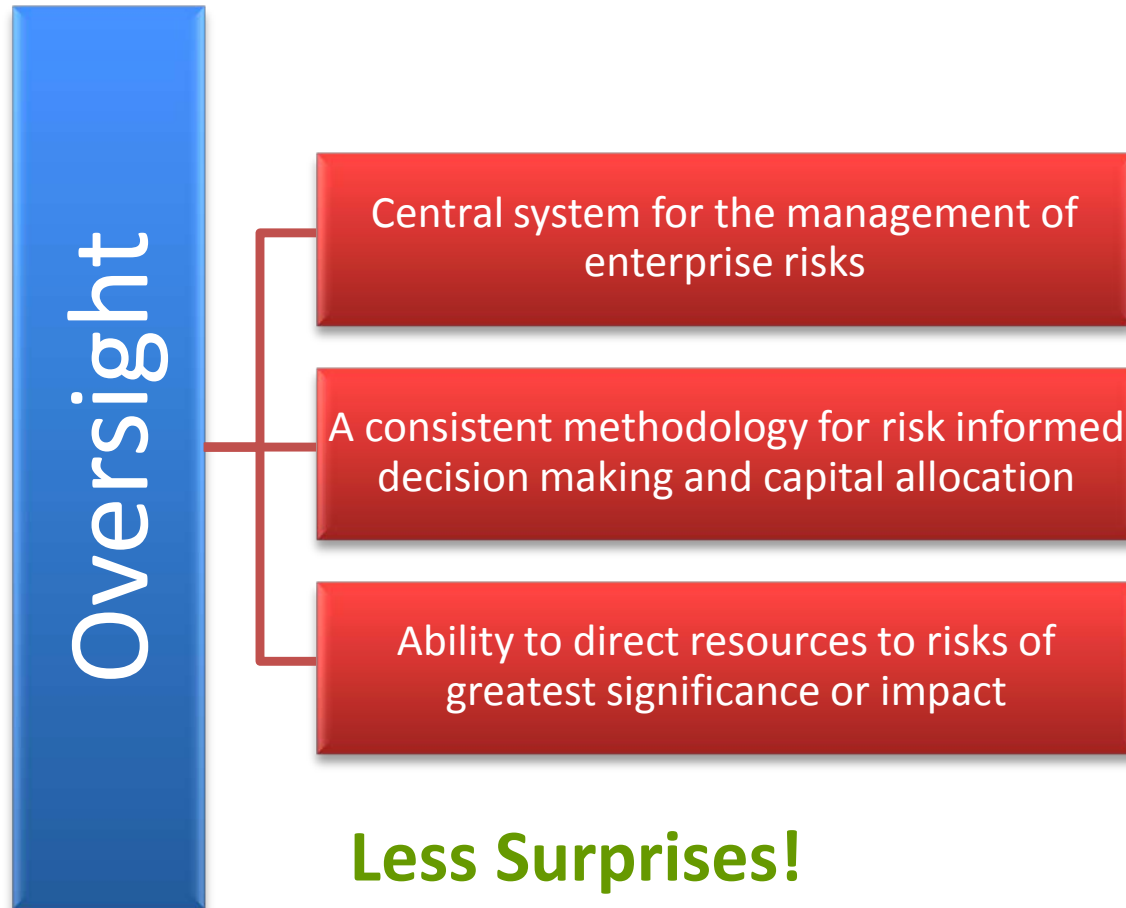 Oversight
Central system for the management of
enterprise risks
A consistent methodology for risk informed
decision making and capital allocation
Ability to direct resources to risks of
greatest significance or impact
Less Surprises!